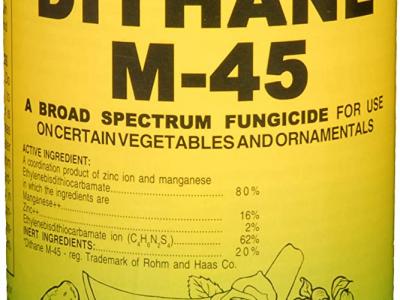 DITHANE
M-45
A BROAD SPECTRUM FUNGICIDE FOR USE
ON CERTAIN VEGETABLES AND ORNAMENTALS
ACTIVE INGREDIENT:
A coordination product of zinc ion and manganese
Ethylenebisdithiocarbamate 80%
in which the ingredients are
Manganese++ 16%
Zinc++ 2%
Ethylenebisdithiocarbamate ion (C₄H₆N₂S₄) 62%
INERT INGREDIENTS: 20%
*Dithane M-45 - reg. Trademark of Rohm and Haas Co.